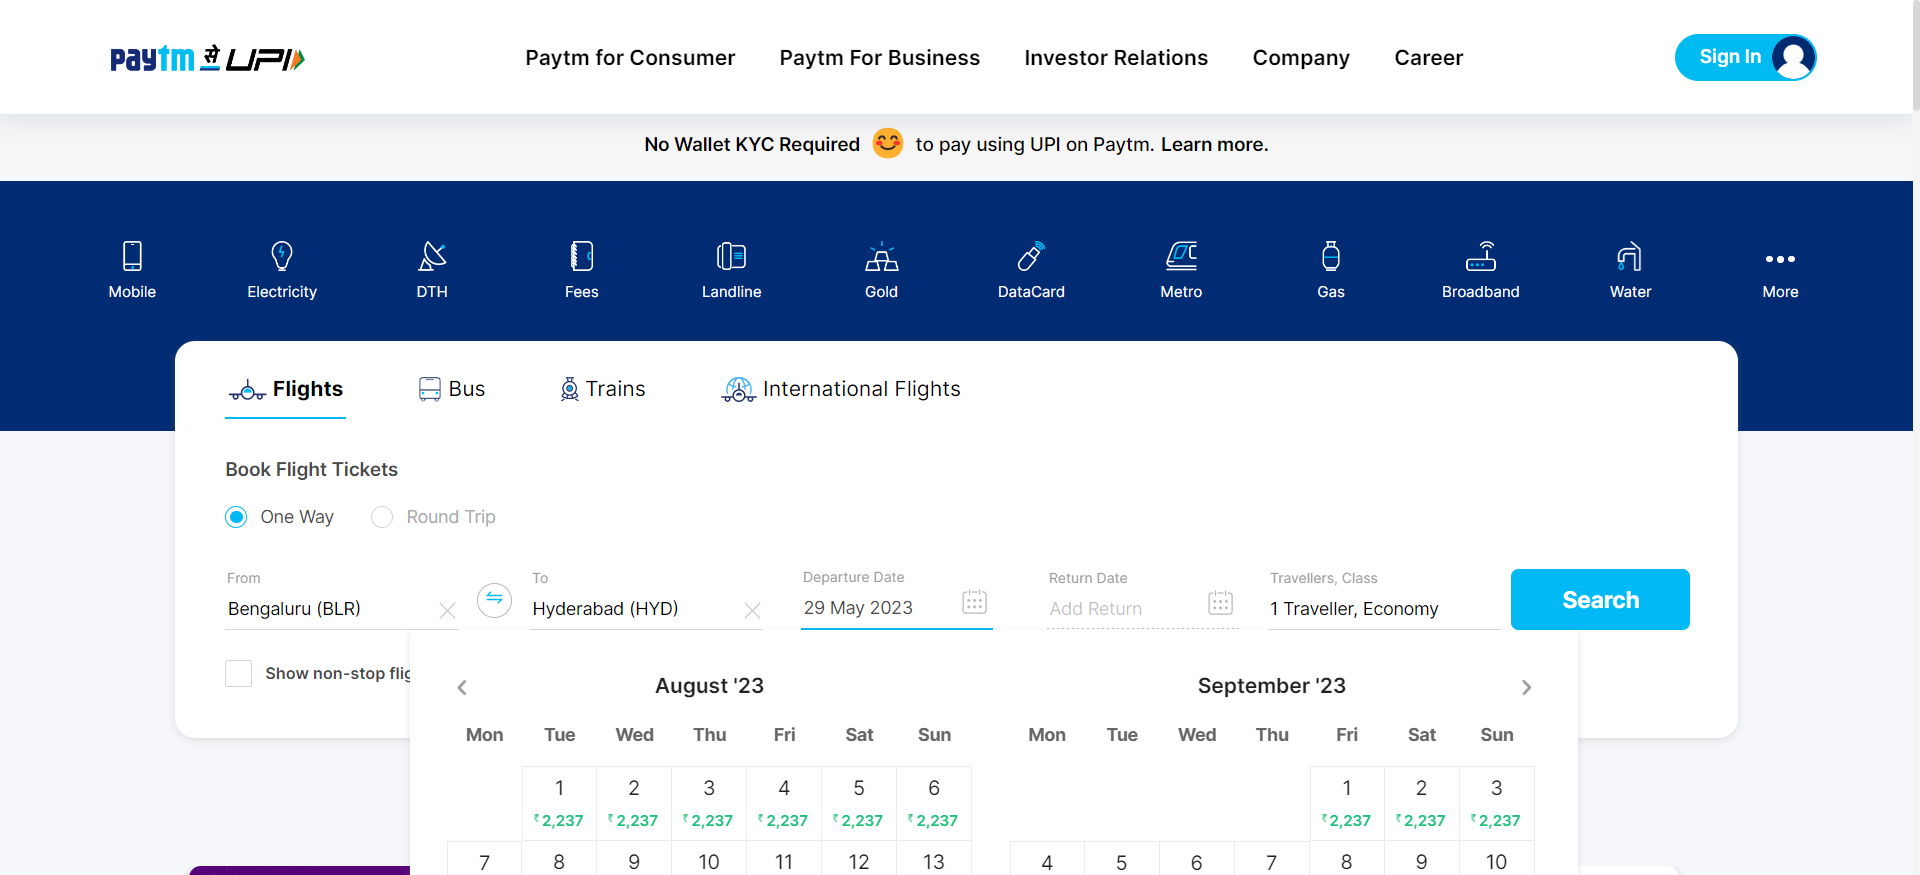 paytm से UPI
Paytm for Consumer
Paytm For Business
Investor Relations
Company
Career
Sign In
No Wallet KYC Required 😊 to pay using UPI on Paytm. Learn more.
Mobile
Electricity
DTH
Fees
Landline
Gold
DataCard
Metro
Gas
Broadband
Water
More
Flights
Bus
Trains
International Flights
Book Flight Tickets
One Way
Round Trip
From
Bengaluru (BLR)
To
Hyderabad (HYD)
Departure Date
29 May 2023
Return Date
Add Return
Travellers, Class
1 Traveller, Economy
Search
Show non-stop flig
August '23
Mon Tue Wed Thu Fri Sat Sun
1 2 3 4 5 6
₹2,237 ₹2,237 ₹2,237 ₹2,237 ₹2,237 ₹2,237
7 8 9 10 11 12 13
September '23
Mon Tue Wed Thu Fri Sat Sun
1 2 3
₹2,237 ₹2,237 ₹2,237
4 5 6 7 8 9 10